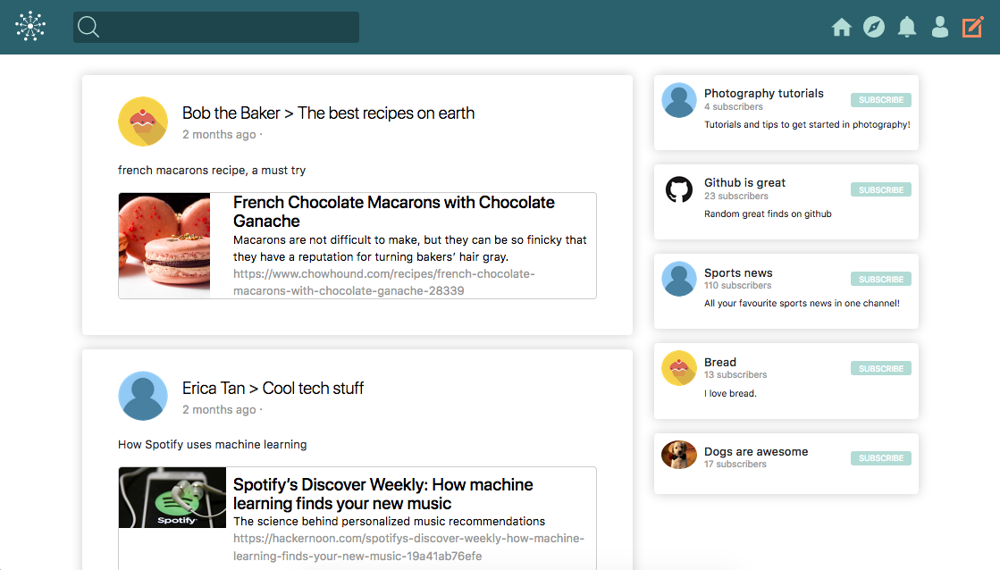 Bob the Baker > The best recipes on earth
2 months ago ·
french macarons recipe, a must try
French Chocolate Macarons with Chocolate
Ganache
Macarons are not difficult to make, but they can be so finicky that
they have a reputation for turning bakers’ hair gray.
https://www.chowhound.com/recipes/french-chocolate-
macarons-with-chocolate-ganache-28339
Erica Tan > Cool tech stuff
2 months ago ·
How Spotify uses machine learning
Spotify
Spotify’s Discover Weekly: How machine
learning finds your new music
The science behind personalized music recommendations
https://hackernoon.com/spotifys-discover-weekly-how-machine-
learning-finds-your-new-music-19a41ab76efe
Photography tutorials
4 subscribers
SUBSCRIBE
Tutorials and tips to get started in photography!
Github is great
23 subscribers
SUBSCRIBE
Random great finds on github
Sports news
110 subscribers
SUBSCRIBE
All your favourite sports news in one channel!
Bread
13 subscribers
SUBSCRIBE
I love bread.
Dogs are awesome
17 subscribers
SUBSCRIBE